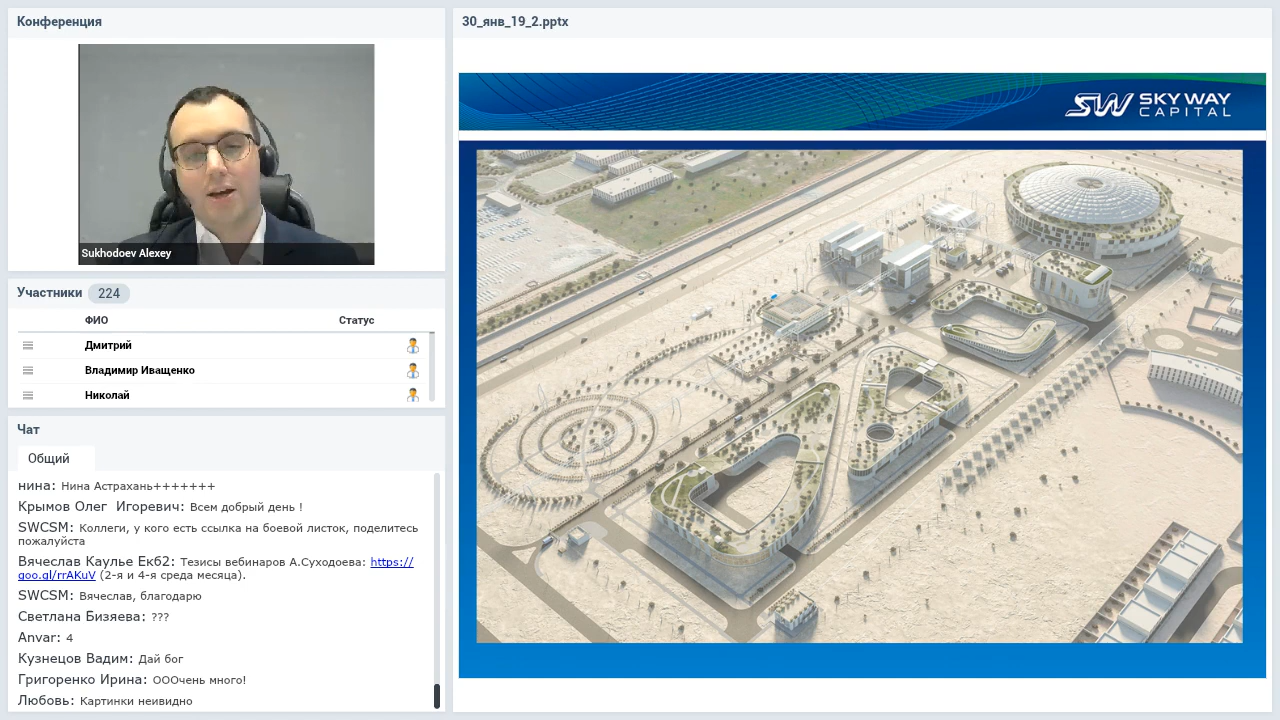 Конференция
Sukhodoev Alexey
Участники 224
ФИО Статус
Дмитрий
Владимир Иващенко
Николай
Чат
Общий
нина: Нина Астрахань+++++++
Крымов Олег Игоревич: Всем добрый день !
SWCSM: Коллеги, у кого есть ссылка на боевой листок, поделитесь
пожалуйста
Вячеслав Каулье Екб2: Тезисы вебинаров А.Суходоева: https://
goo.gl/rrAKuV (2-я и 4-я среда месяца).
SWCSM: Вячеслав, благодарю
Светлана Бизяева: ???
Anvar: 4
Кузнецов Вадим: Дай бог
Григоренко Ирина: ОООчень много!
Любовь: Картинки неивидно
30_янв_19_2.pptx
SW SKY WAY
CAPITAL